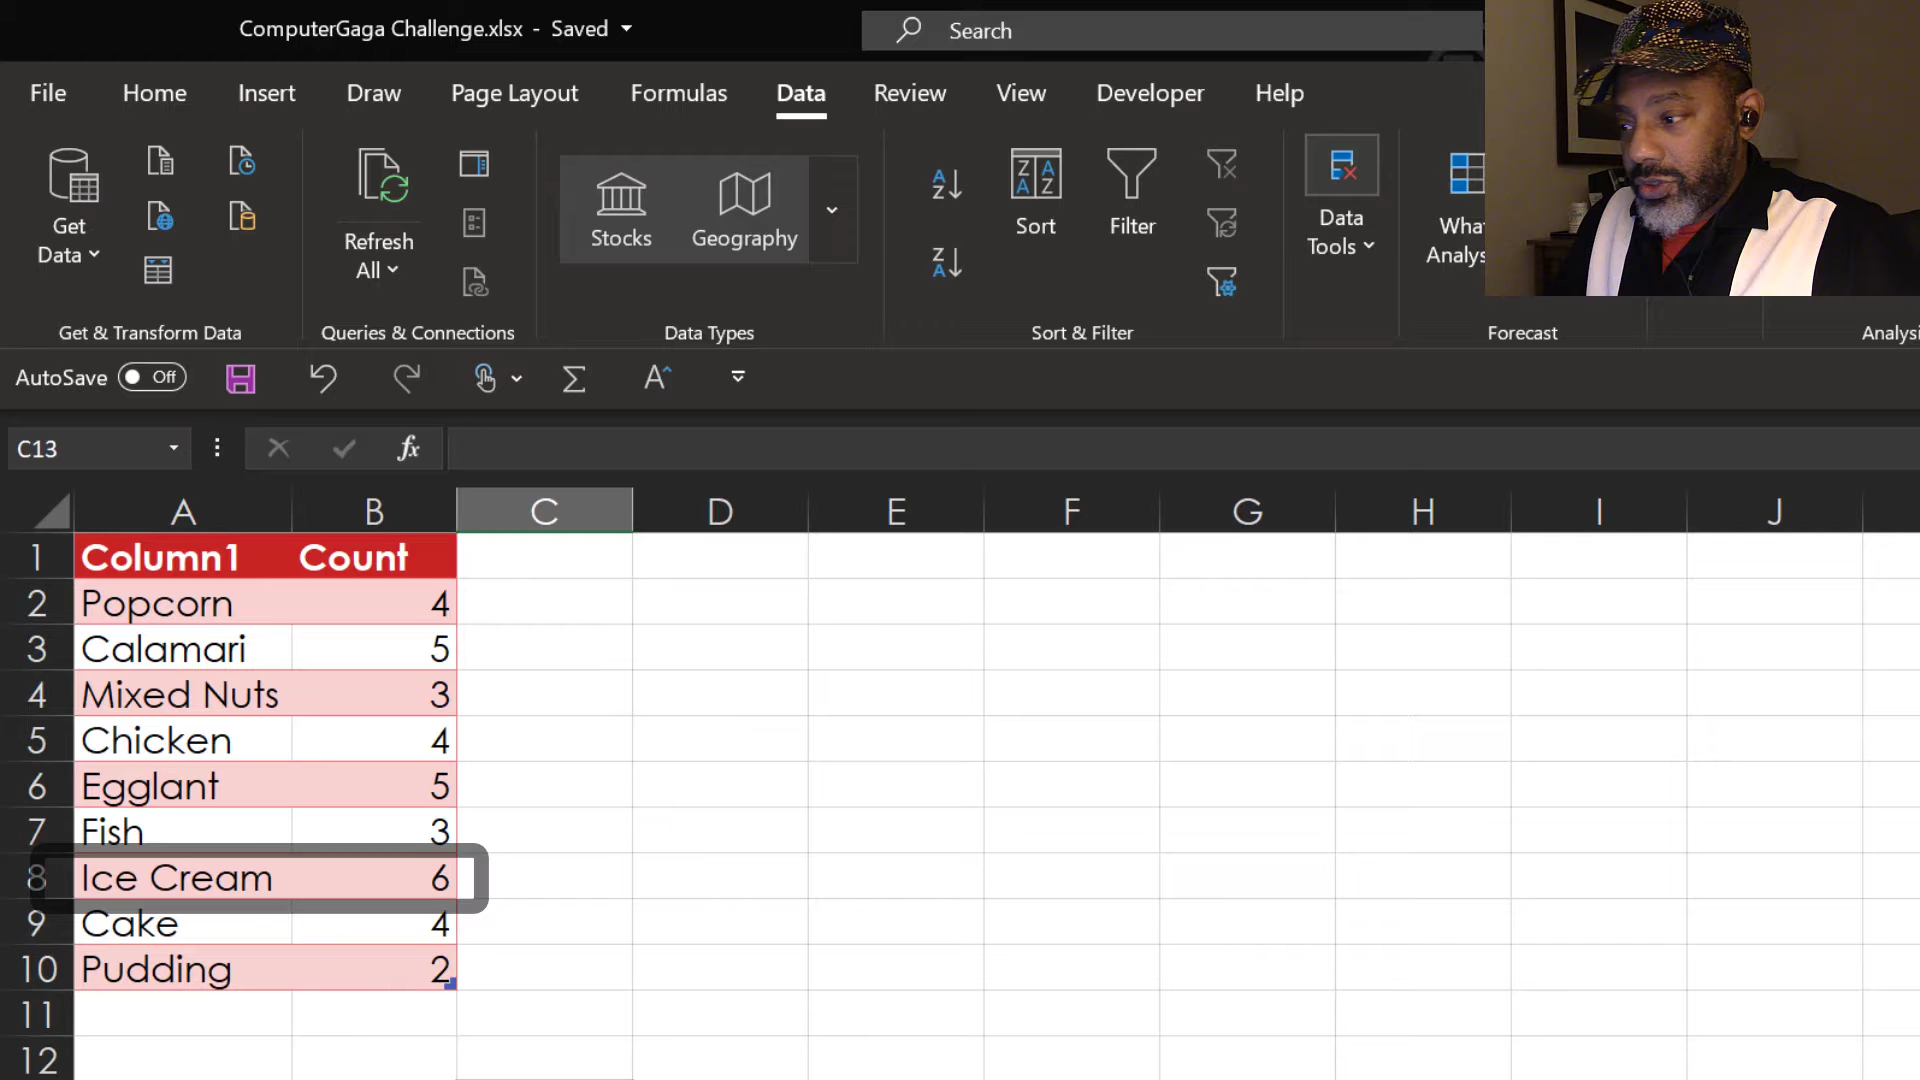 ComputerGaga Challenge.xlsx - Saved
Search
File Home Insert Draw Page Layout Formulas Data Review View Developer Help
Get Data
Refresh All
Stocks
Geography
A Z
Z A
Z A A Z
Sort
Filter
Data Tools
What
Analys
Get & Transform Data
Queries & Connections
Data Types
Sort & Filter
Forecast
Analysi
AutoSave Off
C13
fx
A B C D E F G H I J
1 Column1 Count
2 Popcorn 4
3 Calamari 5
4 Mixed Nuts 3
5 Chicken 4
6 Egglant 5
7 Fish 3
8 Ice Cream 6
9 Cake 4
10 Pudding 2
11
12